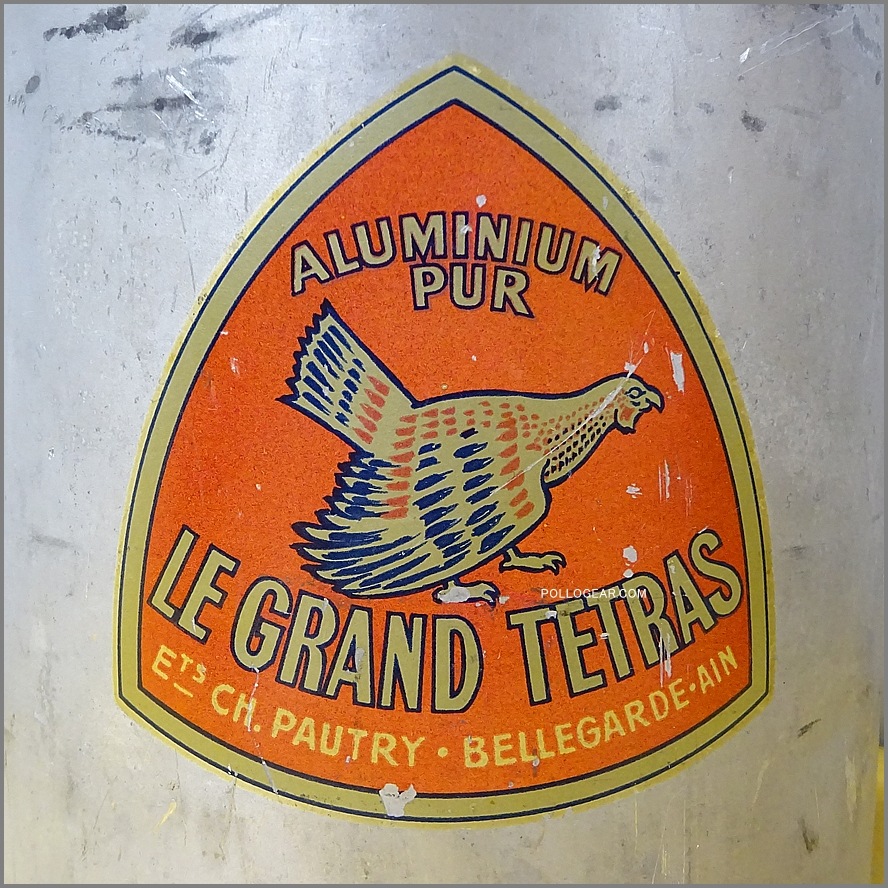 ALUMINIUM
PUR
POLLOGEAR.COM
LE GRAND TETRAS
ETS CH. PAUTRY • BELLEGARDE • AIN